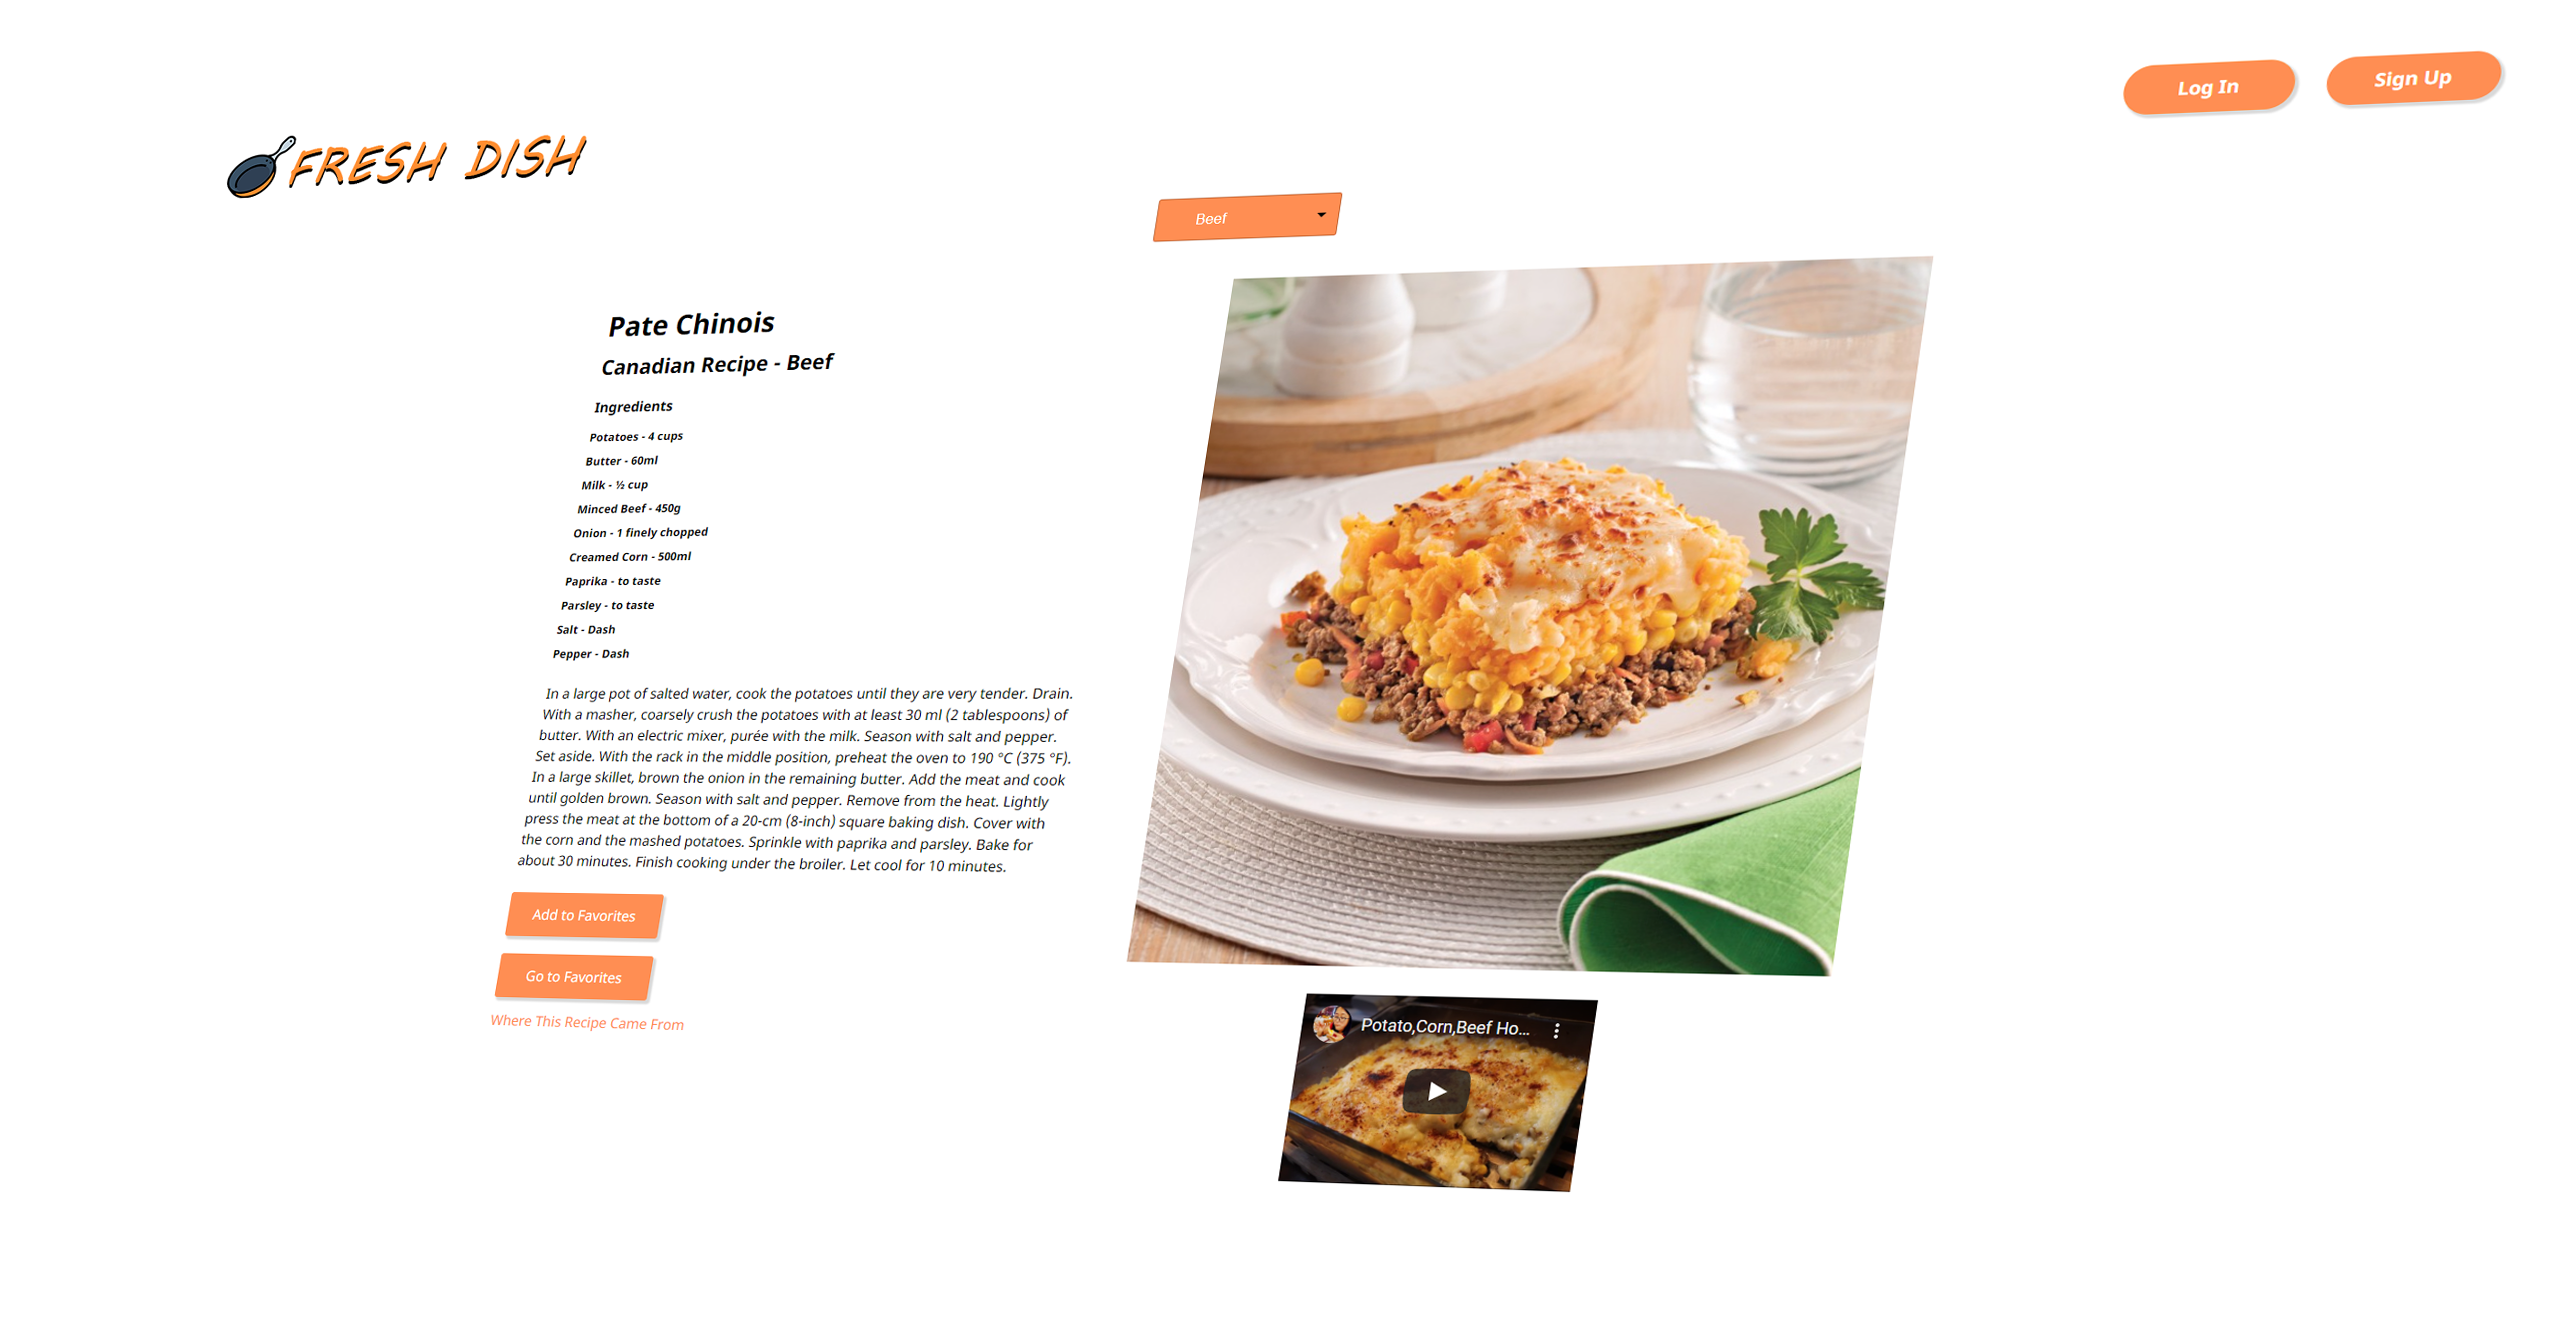 Log In
Sign Up
FRESH DISH
Beef
Pate Chinois
Canadian Recipe - Beef
Ingredients
Potatoes - 4 cups
Butter - 60ml
Milk - ½ cup
Minced Beef - 450g
Onion - 1 finely chopped
Creamed Corn - 500ml
Paprika - to taste
Parsley - to taste
Salt - Dash
Pepper - Dash
In a large pot of salted water, cook the potatoes until they are very tender. Drain.
With a masher, coarsely crush the potatoes with at least 30 ml (2 tablespoons) of
butter. With an electric mixer, purée with the milk. Season with salt and pepper.
Set aside. With the rack in the middle position, preheat the oven to 190 °C (375 °F).
In a large skillet, brown the onion in the remaining butter. Add the meat and cook
until golden brown. Season with salt and pepper. Remove from the heat. Lightly
press the meat at the bottom of a 20-cm (8-inch) square baking dish. Cover with
the corn and the mashed potatoes. Sprinkle with paprika and parsley. Bake for
about 30 minutes. Finish cooking under the broiler. Let cool for 10 minutes.
Add to Favorites
Go to Favorites
Where This Recipe Came From
Potato,Corn,Beef Ho...